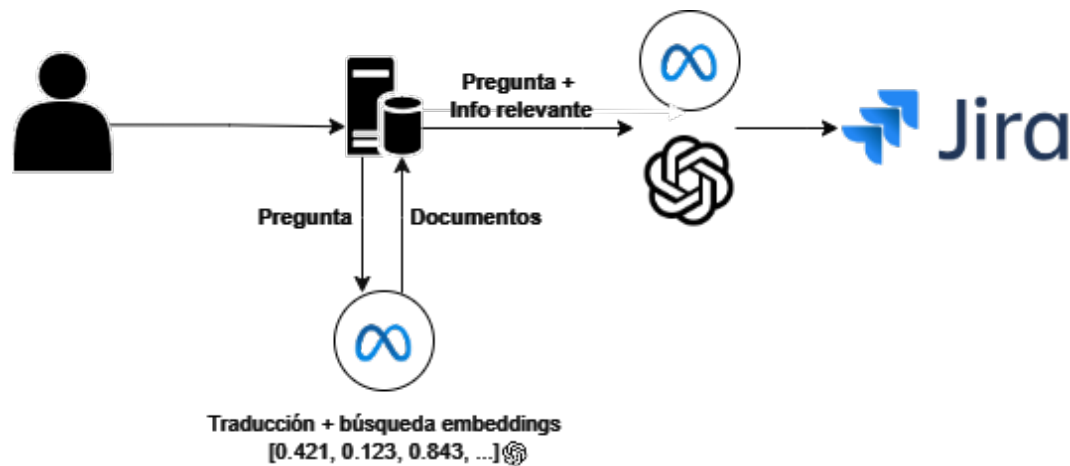 Pregunta +
Info relevante
Jira
Pregunta
Documentos
Traducción + búsqueda embeddings
[0.421, 0.123, 0.843, ...]